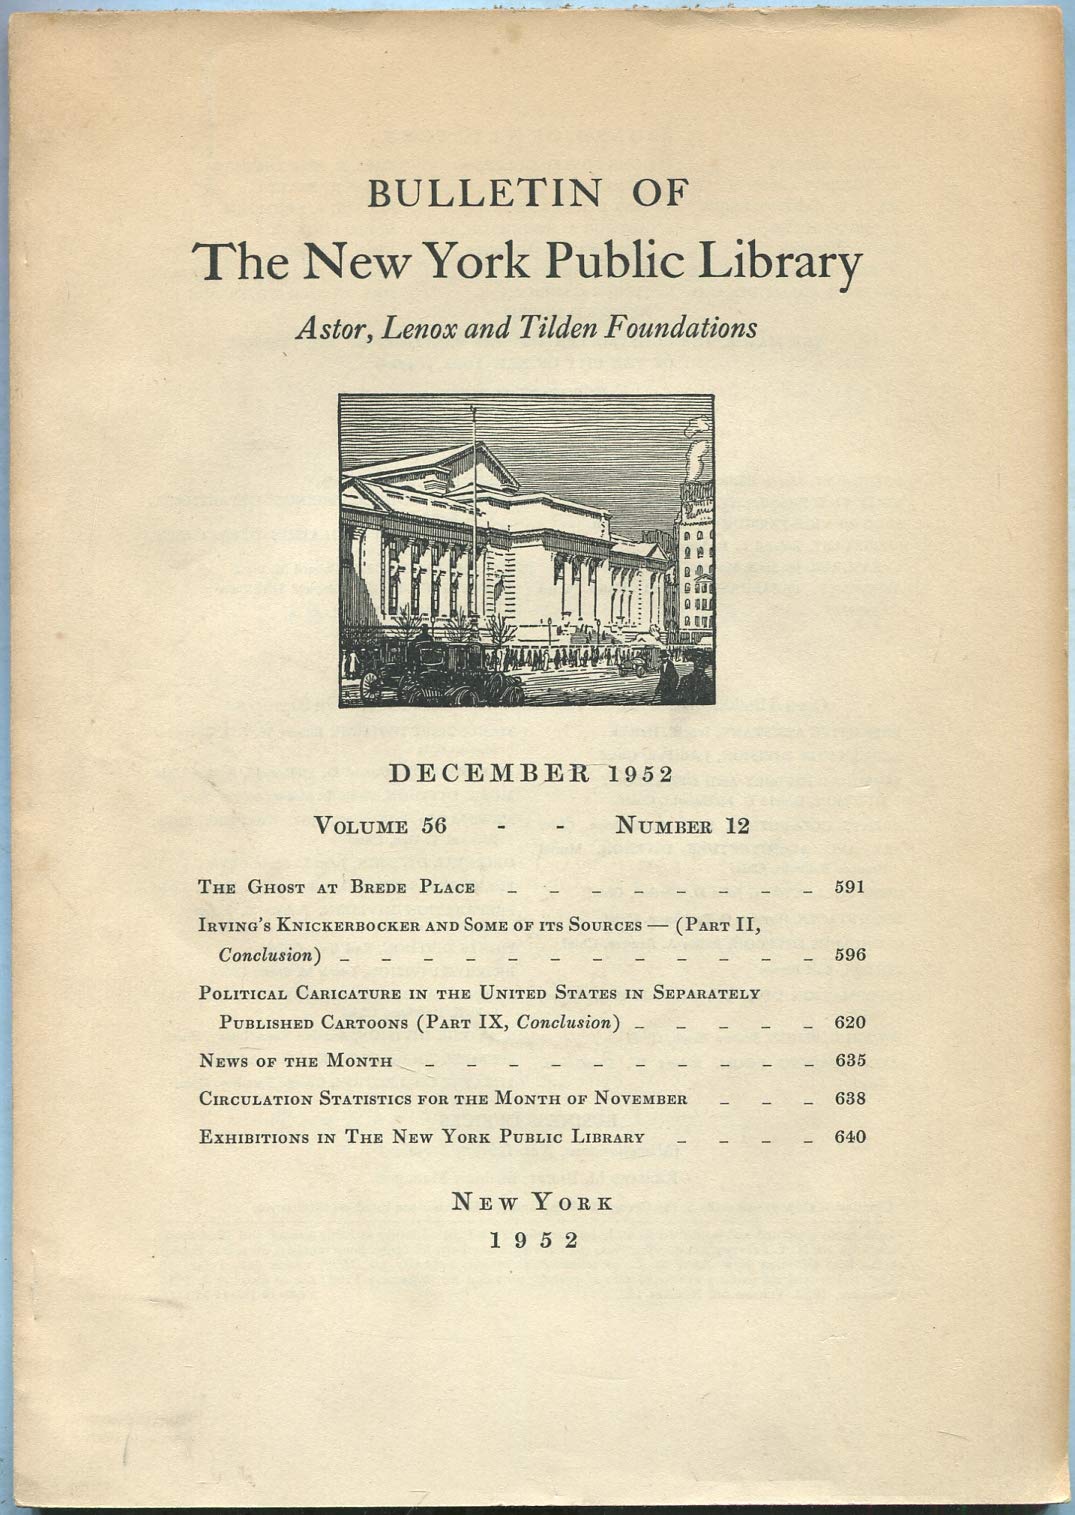 BULLETIN OF
The New York Public Library
Astor, Lenox and Tilden Foundations
DECEMBER 1952
VOLUME 56 - - NUMBER 12
THE GHOST AT BREDE PLACE _ _ _ _ _ _ _ _ 591
IRVING'S KNICKERBOCKER AND SOME OF ITS SOURCES — (PART II,
Conclusion) _ _ _ _ _ _ _ _ _ _ _ _ 596
POLITICAL CARICATURE IN THE UNITED STATES IN SEPARATELY
PUBLISHED CARTOONS (PART IX, Conclusion) _ _ _ _ _ 620
NEWS OF THE MONTH _ _ _ _ _ _ _ _ _ _ 635
CIRCULATION STATISTICS FOR THE MONTH OF NOVEMBER _ _ _ 638
EXHIBITIONS IN THE NEW YORK PUBLIC LIBRARY _ _ _ _ 640
NEW YORK
1952